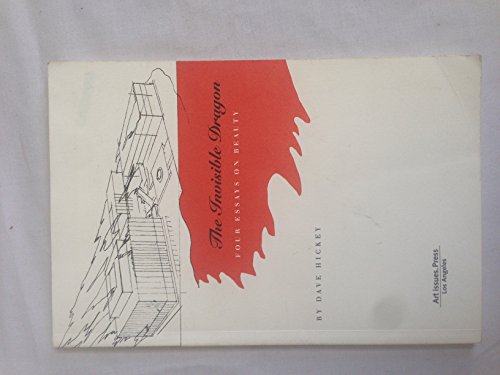 The Invisible Dragon
FOUR ESSAYS ON BEAUTY
BY DAVE HICKEY
Art issues. Press
Los Angeles